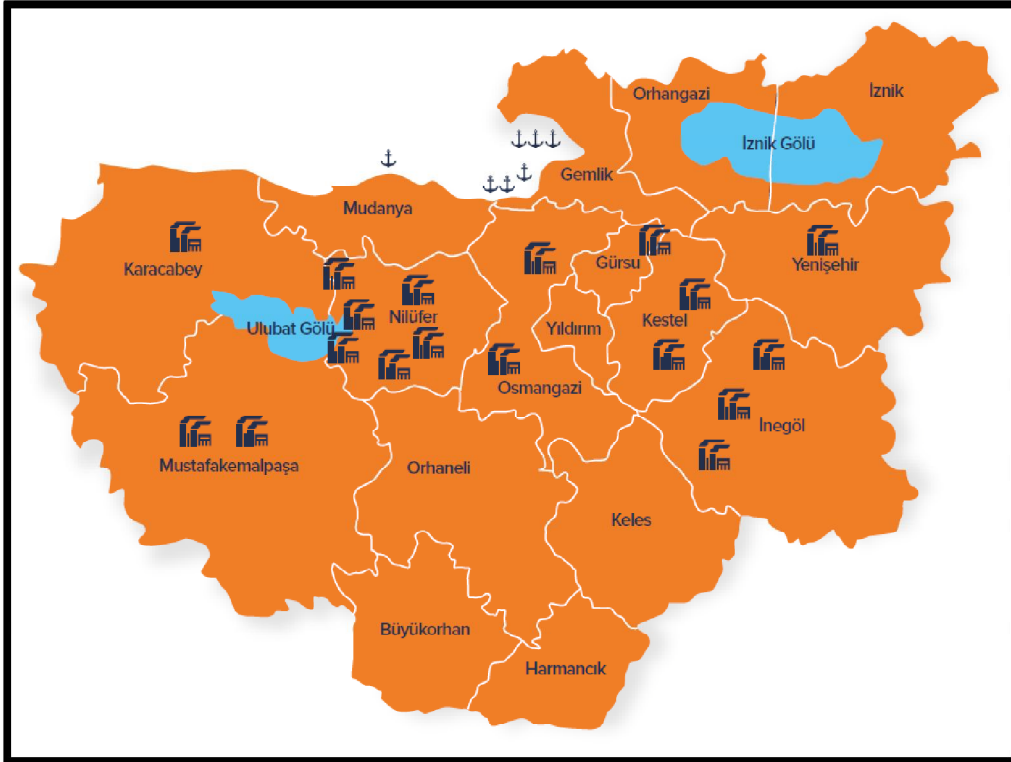 Orhangazi
İznik
İznik Gölü
Gemlik
Mudanya
Karacabey
Gürsu
Yenişehir
Ulubat Gölü
Nilüfer
Yıldırım
Kestel
Osmangazi
İnegöl
Mustafakemalpaşa
Orhaneli
Keles
Büyükorhan
Harmancık